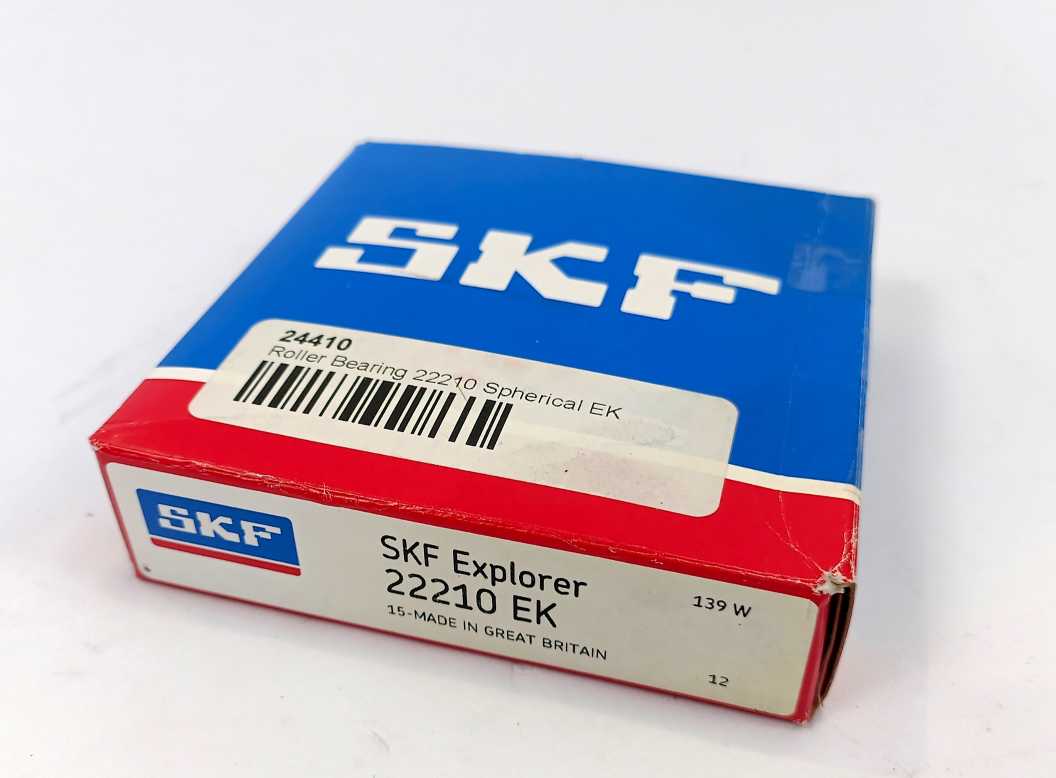 SKF
24410
Roller Bearing 22210 Spherical EK
SKF
SKF Explorer
22210 EK
15-MADE IN GREAT BRITAIN
139 W
12